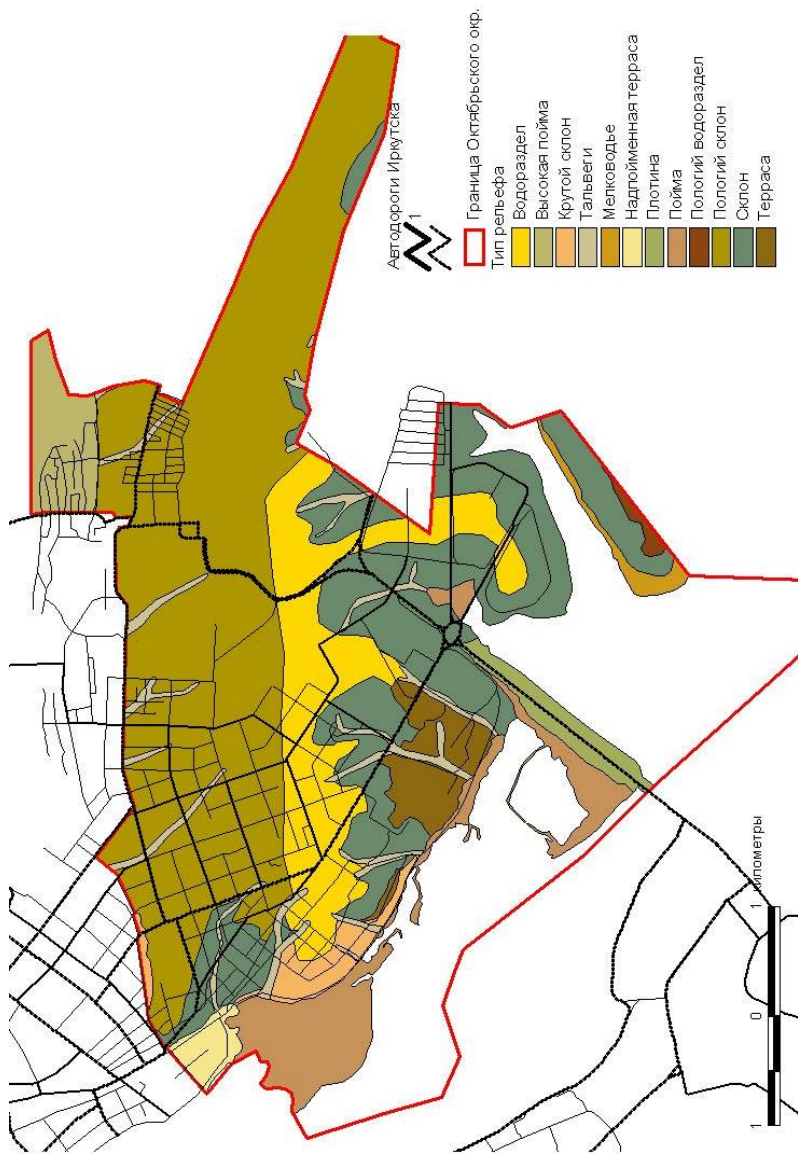 Автодороги Иркутска
1
Граница Октябрьского окр.
Тип рельефа
Водораздел
Высокая пойма
Крутой склон
Тальвеги
Мелководье
Надпойменная терраса
Плотина
Пойма
Пологий водораздел
Пологий склон
Склон
Терраса
1 0 1 километры